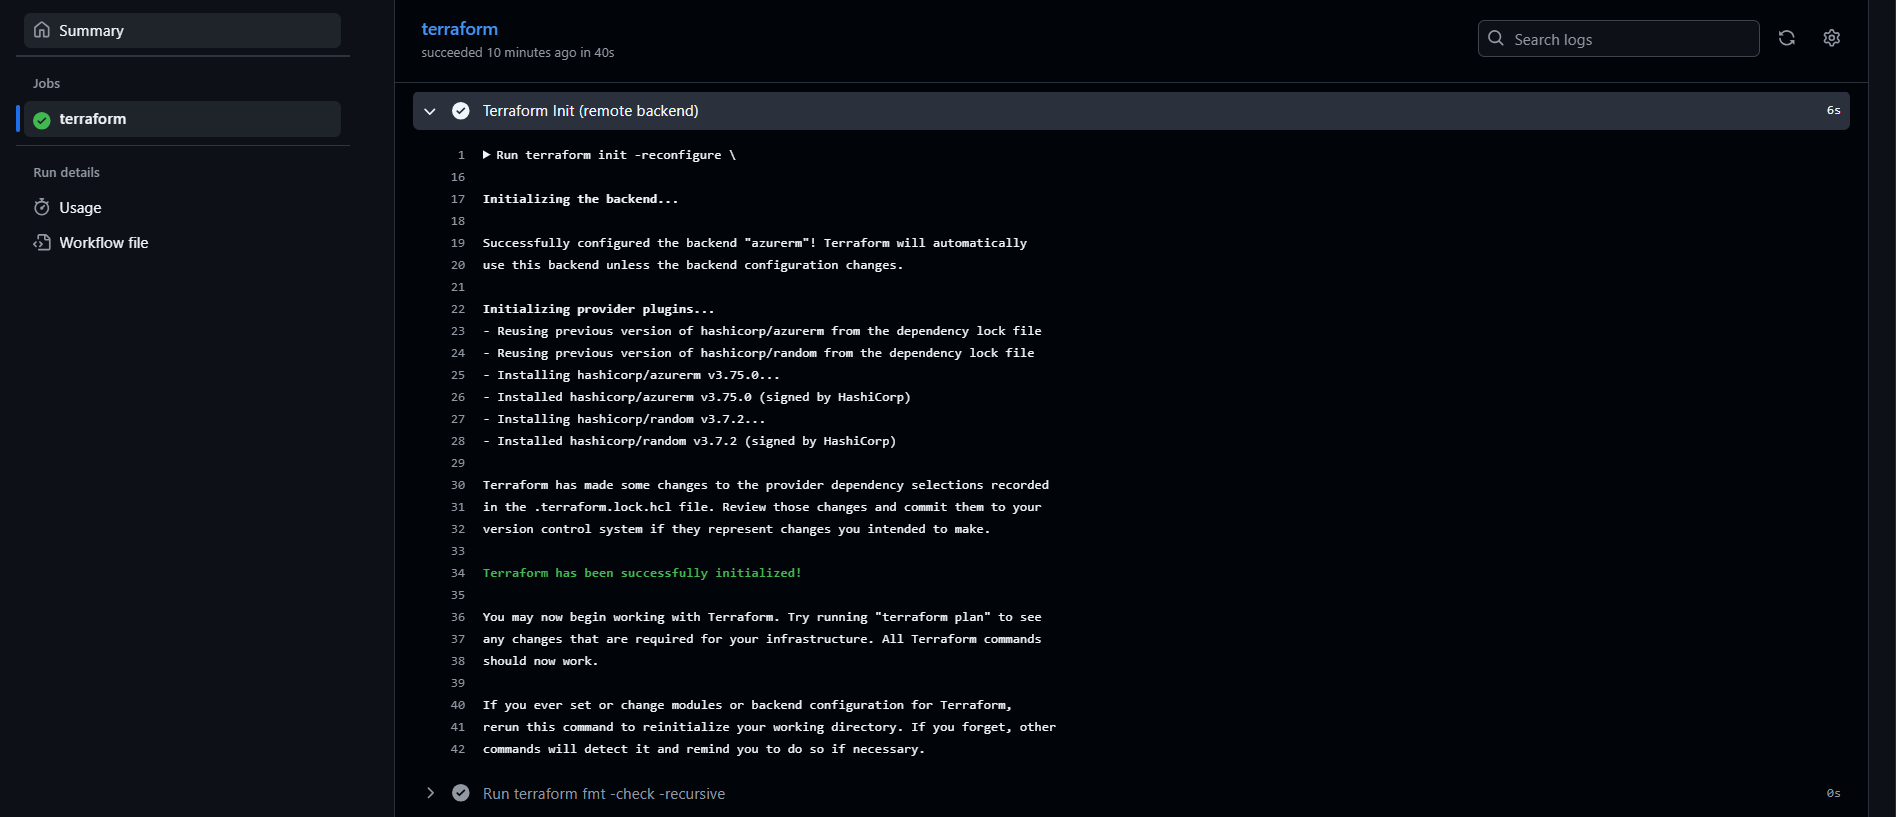 Summary
Jobs
terraform
Run details
Usage
Workflow file
terraform
succeeded 10 minutes ago in 40s
Search logs
Terraform Init (remote backend) 6s
1 Run terraform init -reconfigure \
16
17 Initializing the backend...
18
19 Successfully configured the backend "azurerm"! Terraform will automatically
20 use this backend unless the backend configuration changes.
21
22 Initializing provider plugins...
23 - Reusing previous version of hashicorp/azurerm from the dependency lock file
24 - Reusing previous version of hashicorp/random from the dependency lock file
25 - Installing hashicorp/azurerm v3.75.0...
26 - Installed hashicorp/azurerm v3.75.0 (signed by HashiCorp)
27 - Installing hashicorp/random v3.7.2...
28 - Installed hashicorp/random v3.7.2 (signed by HashiCorp)
29
30 Terraform has made some changes to the provider dependency selections recorded
31 in the .terraform.lock.hcl file. Review those changes and commit them to your
32 version control system if they represent changes you intended to make.
33
34 Terraform has been successfully initialized!
35
36 You may now begin working with Terraform. Try running "terraform plan" to see
37 any changes that are required for your infrastructure. All Terraform commands
38 should now work.
39
40 If you ever set or change modules or backend configuration for Terraform,
41 rerun this command to reinitialize your working directory. If you forget, other
42 commands will detect it and remind you to do so if necessary.
Run terraform fmt -check -recursive 0s